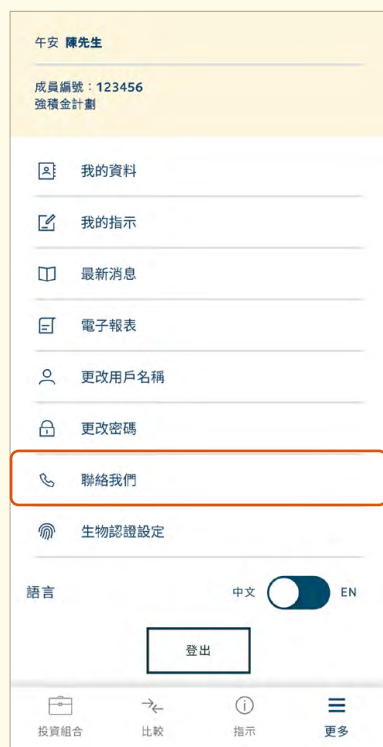 午安 陳先生
成員編號：123456
強積金計劃
我的資料
我的指示
最新消息
電子報表
更改用戶名稱
更改密碼
聯絡我們
生物認證設定
語言 中文 EN
登出
投資組合 比較 指示 更多